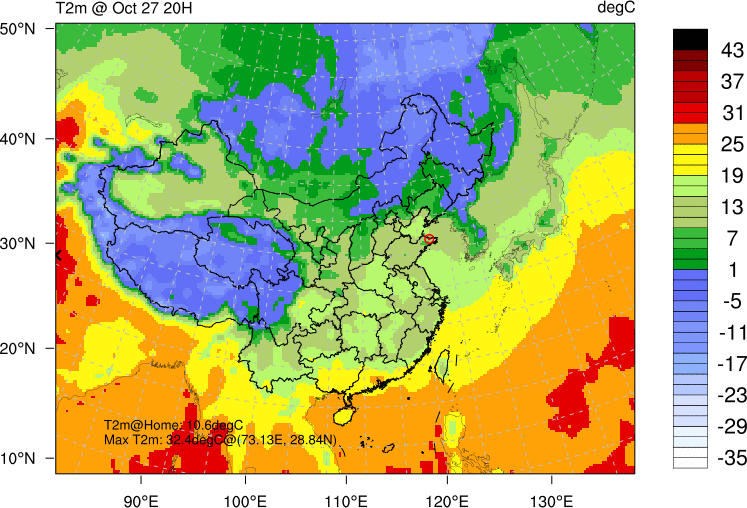 T2m @ Oct 27 20H degC
50°N
40°N
30°N
20°N
10°N
T2m@Home: 10.6degC
Max T2m: 32.4degC@(73.13E, 28.84N)
90°E 100°E 110°E 120°E 130°E
43
37
31
25
19
13
7
1
-5
-11
-17
-23
-29
-35